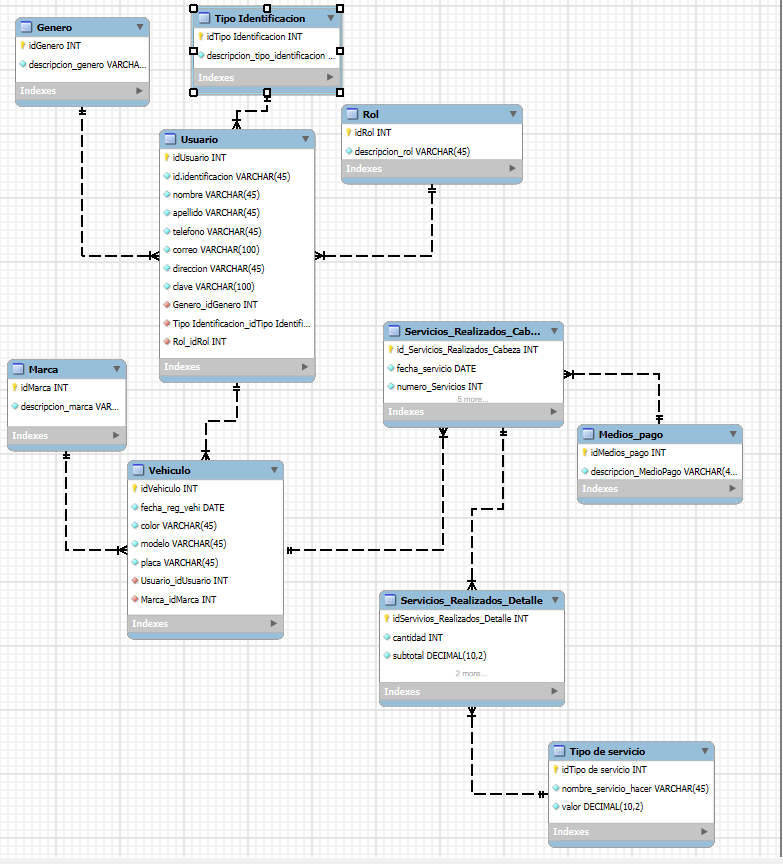 Genero
idGenero INT
descripcion_genero VARCHA...
Indexes
Tipo Identificacion
idTipo Identificacion INT
descripcion_tipo_identificacion ...
Indexes
Rol
idRol INT
descripcion_rol VARCHAR(45)
Indexes
Usuario
idUsuario INT
id.identificacion VARCHAR(45)
nombre VARCHAR(45)
apellido VARCHAR(45)
telefono VARCHAR(45)
correo VARCHAR(100)
direccion VARCHAR(45)
clave VARCHAR(100)
Genero_idGenero INT
Tipo Identificacion_idTipo Identifi...
Rol_idRol INT
Indexes
Servicios_Realizados_Cab...
id_Servicios_Realizados_Cabeza INT
fecha_servicio DATE
numero_Servicios INT
5 more...
Indexes
Marca
idMarca INT
descripcion_marca VAR...
Indexes
Medios_pago
idMedios_pago INT
descripcion_MedioPago VARCHAR(4...
Indexes
Vehiculo
idVehiculo INT
fecha_reg_vehi DATE
color VARCHAR(45)
modelo VARCHAR(45)
placa VARCHAR(45)
Usuario_idUsuario INT
Marca_idMarca INT
Indexes
Servicios_Realizados_Detalle
idServivios_Realizados_Detalle INT
cantidad INT
subtotal DECIMAL(10,2)
2 more...
Indexes
Tipo de servicio
idTipo de servicio INT
nombre_servicio_hacer VARCHAR(45)
valor DECIMAL(10,2)
Indexes